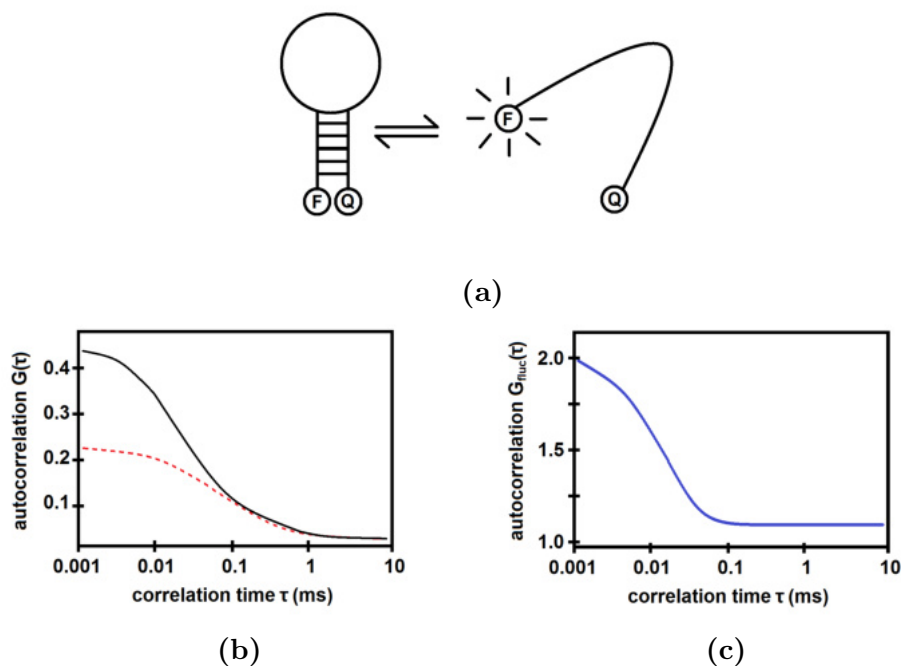 F Q
F
Q
(a)
autocorrelation G(τ)
0.4
0.3
0.2
0.1
0.001 0.01 0.1 1 10
correlation time τ (ms)
(b)
autocorrelation Gfluc(τ)
2.0
1.5
1.0
0.001 0.01 0.1 1 10
correlation time τ (ms)
(c)